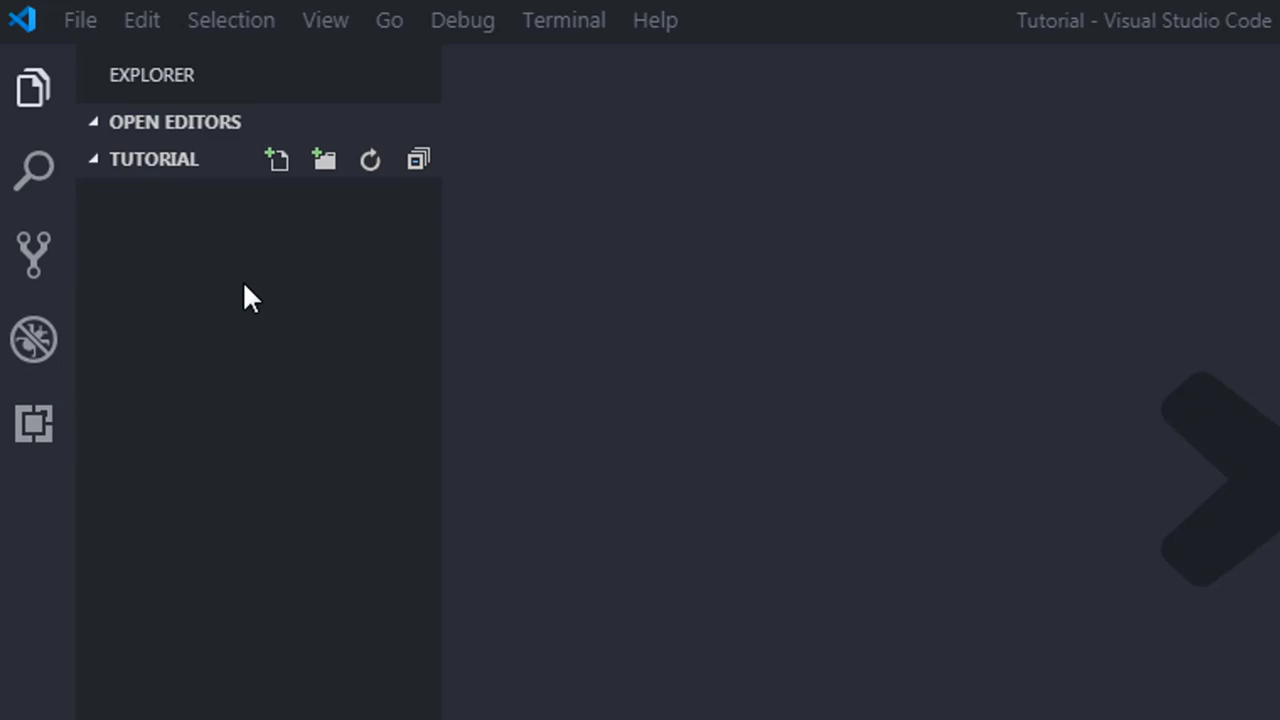 File Edit Selection View Go Debug Terminal Help Tutorial - Visual Studio Code
EXPLORER
OPEN EDITORS
TUTORIAL